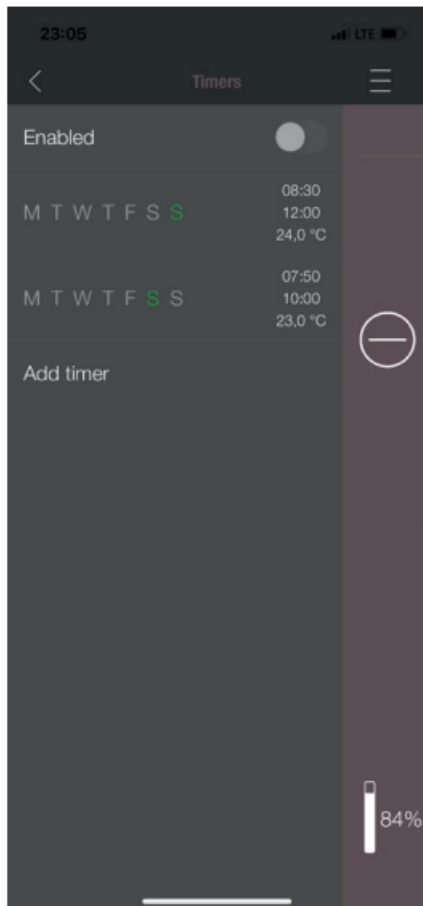 23:05 LTE
Timers
Enabled
M T W T F S S
08:30
12:00
24,0 °C
M T W T F S S
07:50
10:00
23,0 °C
Add timer
84%